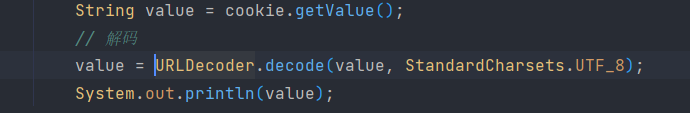 String value = cookie.getValue();
// 解码
value = URLDecoder.decode(value, StandardCharsets.UTF_8);
System.out.println(value);